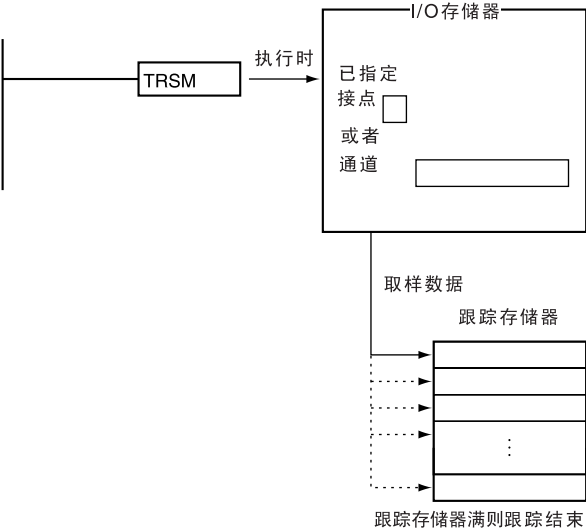 I/O存储器
执行时
TRSM
已指定
接点
或者
通道
取样数据
跟踪存储器
跟踪存储器满则跟踪结束